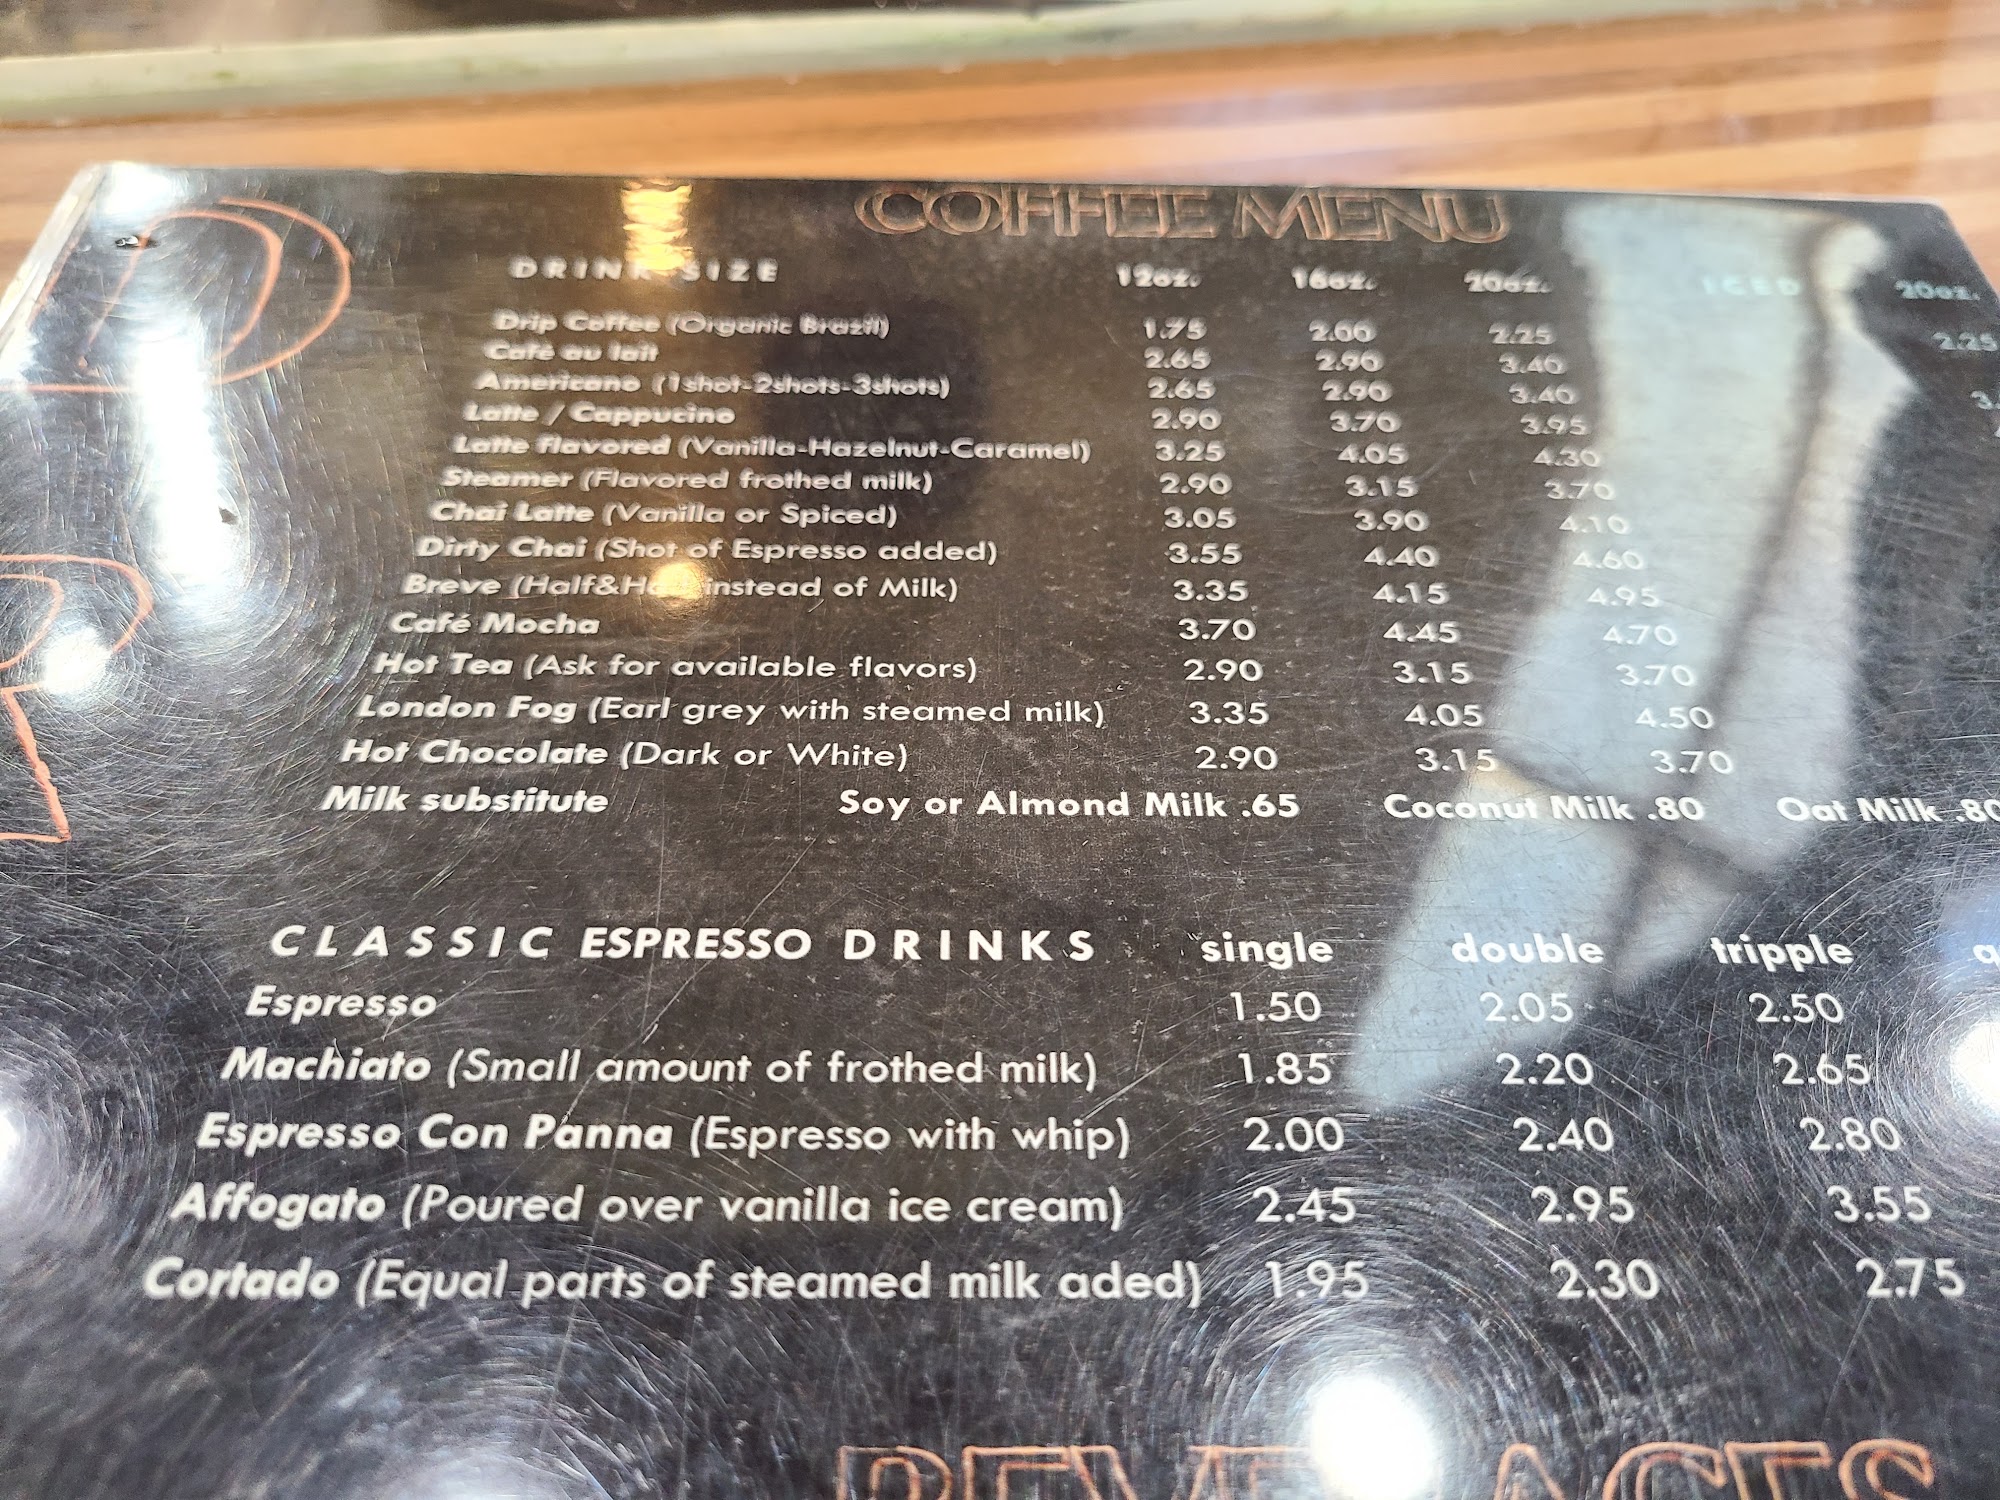 COFFEE MENU
DRINK SIZE 12oz. 16oz. 20oz. ICED 20oz.
Drip Coffee (Organic Brazil) 1.75 2.00 2.25 2.25
Café au lait 2.65 2.90 3.40
Americano (1shot-2shots-3shots) 2.65 2.90 3.40
Latte / Cappucino 2.90 3.70 3.95
Latte flavored (Vanilla-Hazelnut-Caramel) 3.25 4.05 4.30
Steamer (Flavored frothed milk) 2.90 3.15 3.70
Chai Latte (Vanilla or Spiced) 3.05 3.90 4.10
Dirty Chai (Shot of Espresso added) 3.55 4.40 4.60
Breve (Half& instead of Milk) 3.35 4.15 4.95
Café Mocha 3.70 4.45 4.70
Hot Tea (Ask for available flavors) 2.90 3.15 3.70
London Fog (Earl grey with steamed milk) 3.35 4.05 4.50
Hot Chocolate (Dark or White) 2.90 3.15 3.70
Milk substitute Soy or Almond Milk .65 Coconut Milk .80 Oat Milk .80
CLASSIC ESPRESSO DRINKS single double tripple
Espresso 1.50 2.05 2.50
Machiato (Small amount of frothed milk) 1.85 2.20 2.65
Espresso Con Panna (Espresso with whip) 2.00 2.40 2.80
Affogato (Poured over vanilla ice cream) 2.45 2.95 3.55
Cortado (Equal parts of steamed milk aded) 1.95 2.30 2.75